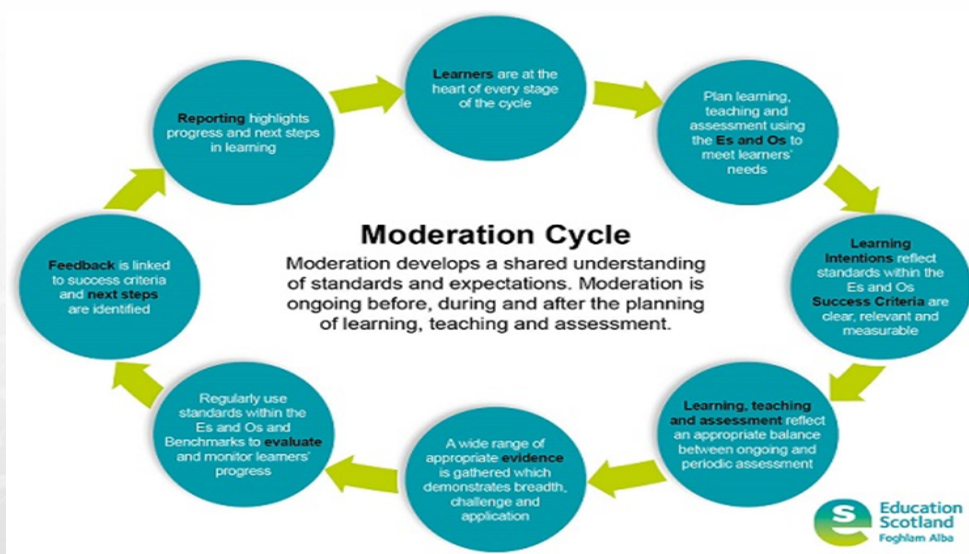 Learners are at the
heart of every stage
of the cycle
Plan learning,
teaching and
assessment using
the Es and Os to
meet learners'
needs
Learning
Intentions reflect
standards within the
Es and Os
Success Criteria are
clear, relevant and
measurable
Learning, teaching
and assessment reflect
an appropriate balance
between ongoing and
periodic assessment
A wide range of
appropriate evidence
is gathered which
demonstrates breadth,
challenge and
application
Regularly use
standards within the
Es and Os and
Benchmarks to evaluate
and monitor learners'
progress
Feedback is linked
to success criteria
and next steps
are identified
Reporting highlights
progress and next steps
in learning
Moderation Cycle
Moderation develops a shared understanding
of standards and expectations. Moderation is
ongoing before, during and after the planning
of learning, teaching and assessment.
Education
Scotland
Foghlam Alba